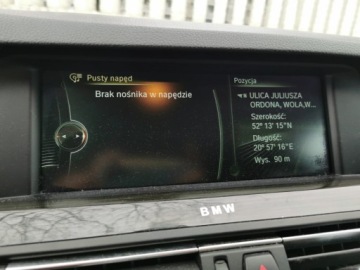 Pusty napęd
Brak nośnika w napędzie
Pozycja
ULICA JULIUSZA
ORDONA, WOLA,W...
Szerokość:
52° 13' 15"N
Długość:
20° 57' 16"E
Wys. 90 m
BMW